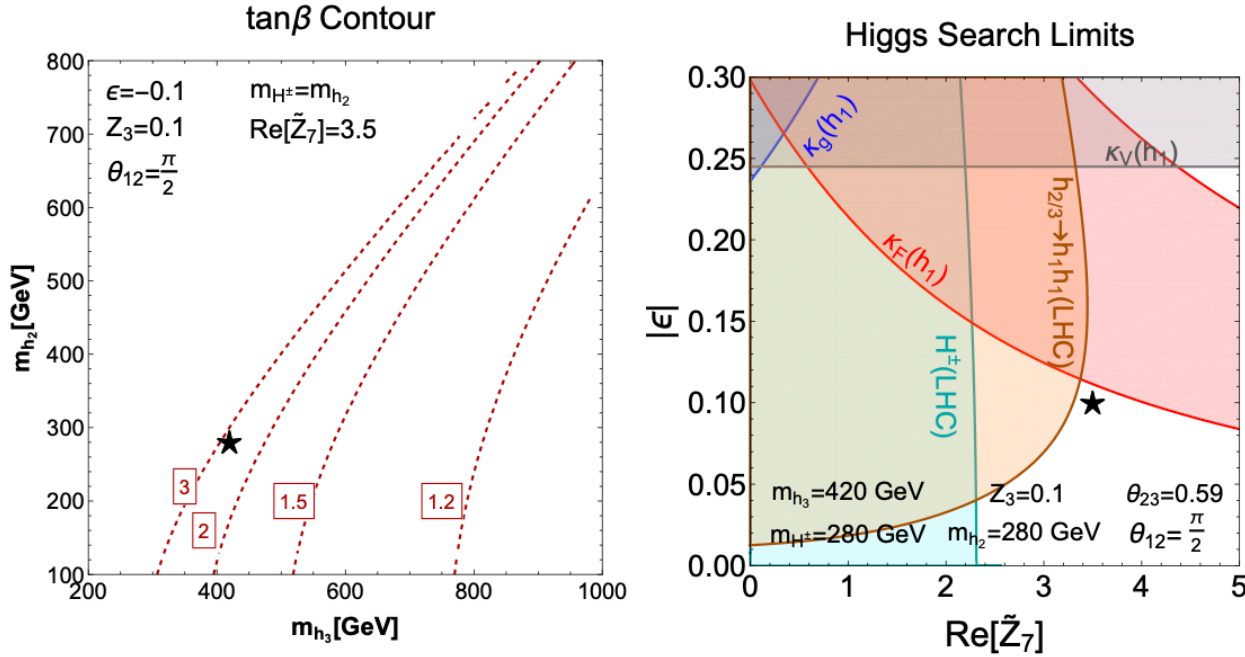 tanβ Contour
800
700
600
500
400
300
200
100
m_{h_2}[GeV]
ϵ=−0.1
Z_3=0.1
θ_{12}=π/2
m_{H^±}=m_{h_2}
Re[Z̃_7]=3.5
3
2
1.5
1.2
200 400 600 800 1000
m_{h_3}[GeV]
Higgs Search Limits
0.30
0.25
0.20
0.15
0.10
0.05
0.00
|ϵ|
κ_g(h_1)
κ_V(h_1)
κ_F(h_1)
h_{2/3}→h_1h_1(LHC)
H^±(LHC)
m_{h_3}=420 GeV Z_3=0.1 θ_{23}=0.59
m_{H^±}=280 GeV m_{h_2}=280 GeV θ_{12}=π/2
0 1 2 3 4 5
Re[Z̃_7]